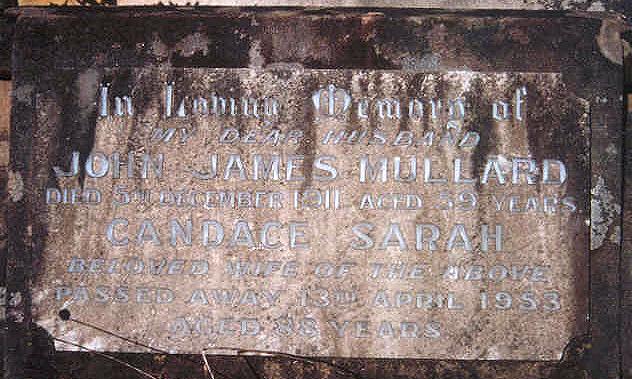 In Loving Memory of
MY DEAR HUSBAND
JOHN JAMES MULLARD
DIED 5TH DECEMBER 1911 AGED 59 YEARS
CANDACE SARAH
BELOVED WIFE OF THE ABOVE
PASSED AWAY 13TH APRIL 1953
AGED 88 YEARS